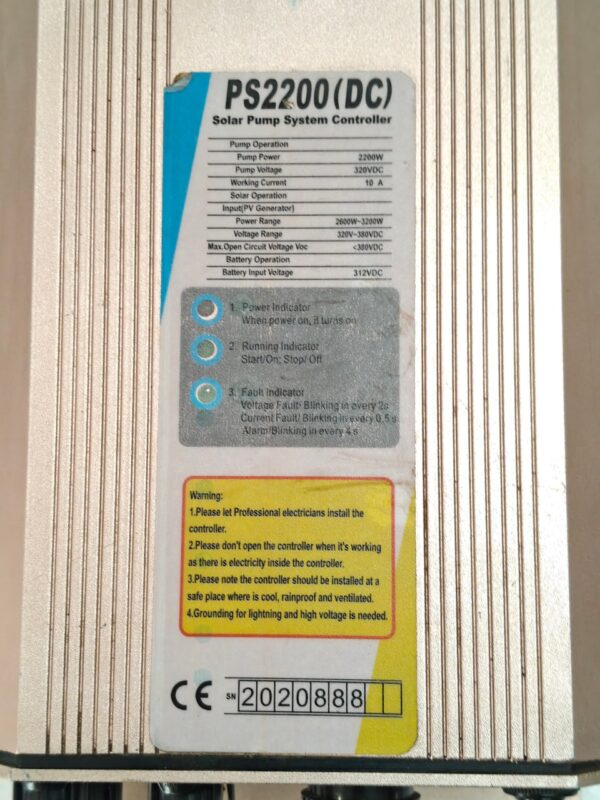 PS2200(DC)
Solar Pump System Controller
Pump Operation
Pump Power 2200W
Pump Voltage 320VDC
Working Current 10 A
Solar Operation
Input(PV Generator)
Power Range 2600W~3200W
Voltage Range 320V~380VDC
Max.Open Circuit Voltage Voc <380VDC
Battery Operation
Battery Input Voltage 312VDC
1. Power Indicator
When power on, it turns on
2. Running Indicator
Start/On; Stop/ Off
3. Fault Indicator
Voltage Fault/ Blinking in every 2s
Current Fault/ Blinking in every 0.5 s
Alarm/Blinking in every 4 s
Warning:
1.Please let Professional electricians install the
controller.
2.Please don't open the controller when it's working
as there is electricity inside the controller.
3.Please note the controller should be installed at a
safe place where is cool, rainproof and ventilated.
4.Grounding for lightning and high voltage is needed.
CE SN 2020888